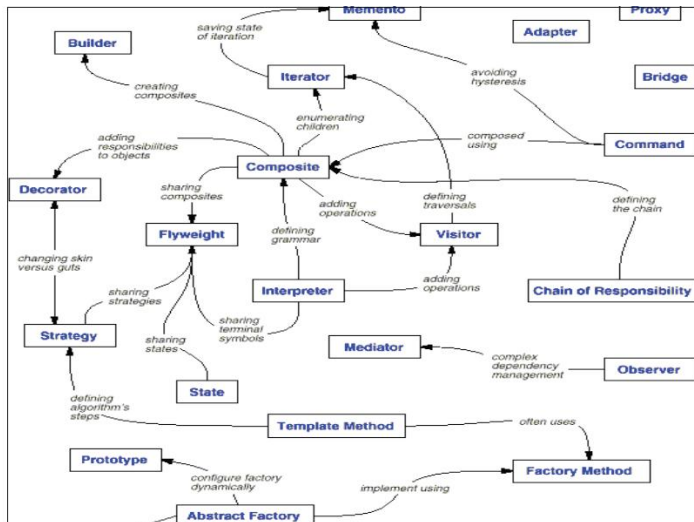 Memento
Proxy
saving state
of iteration
Builder
Adapter
avoiding
hysteresis
Iterator
Bridge
creating
composites
enumerating
children
adding
responsibilities
to objects
composed
using
Command
Composite
Decorator
sharing
composites
adding
operations
defining
traversals
defining
the chain
Flyweight
defining
grammar
Visitor
changing skin
versus guts
sharing
strategies
Interpreter
adding
operations
Chain of Responsibility
Strategy
sharing
states
sharing
terminal
symbols
Mediator
complex
dependency
management
Observer
State
defining
algorithm's
steps
Template Method
often uses
Prototype
configure factory
dynamically
implement using
Factory Method
Abstract Factory